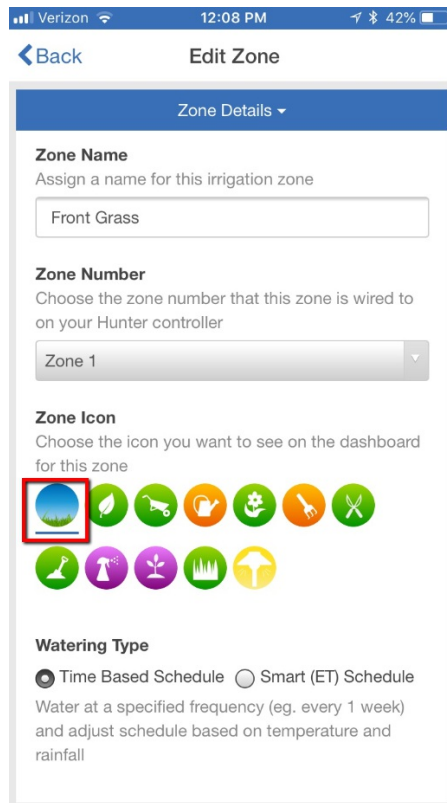 Verizon 12:08 PM 42%
Back Edit Zone
Zone Details
Zone Name
Assign a name for this irrigation zone
Front Grass
Zone Number
Choose the zone number that this zone is wired to
on your Hunter controller
Zone 1
Zone Icon
Choose the icon you want to see on the dashboard
for this zone
Watering Type
Time Based Schedule Smart (ET) Schedule
Water at a specified frequency (eg. every 1 week)
and adjust schedule based on temperature and
rainfall